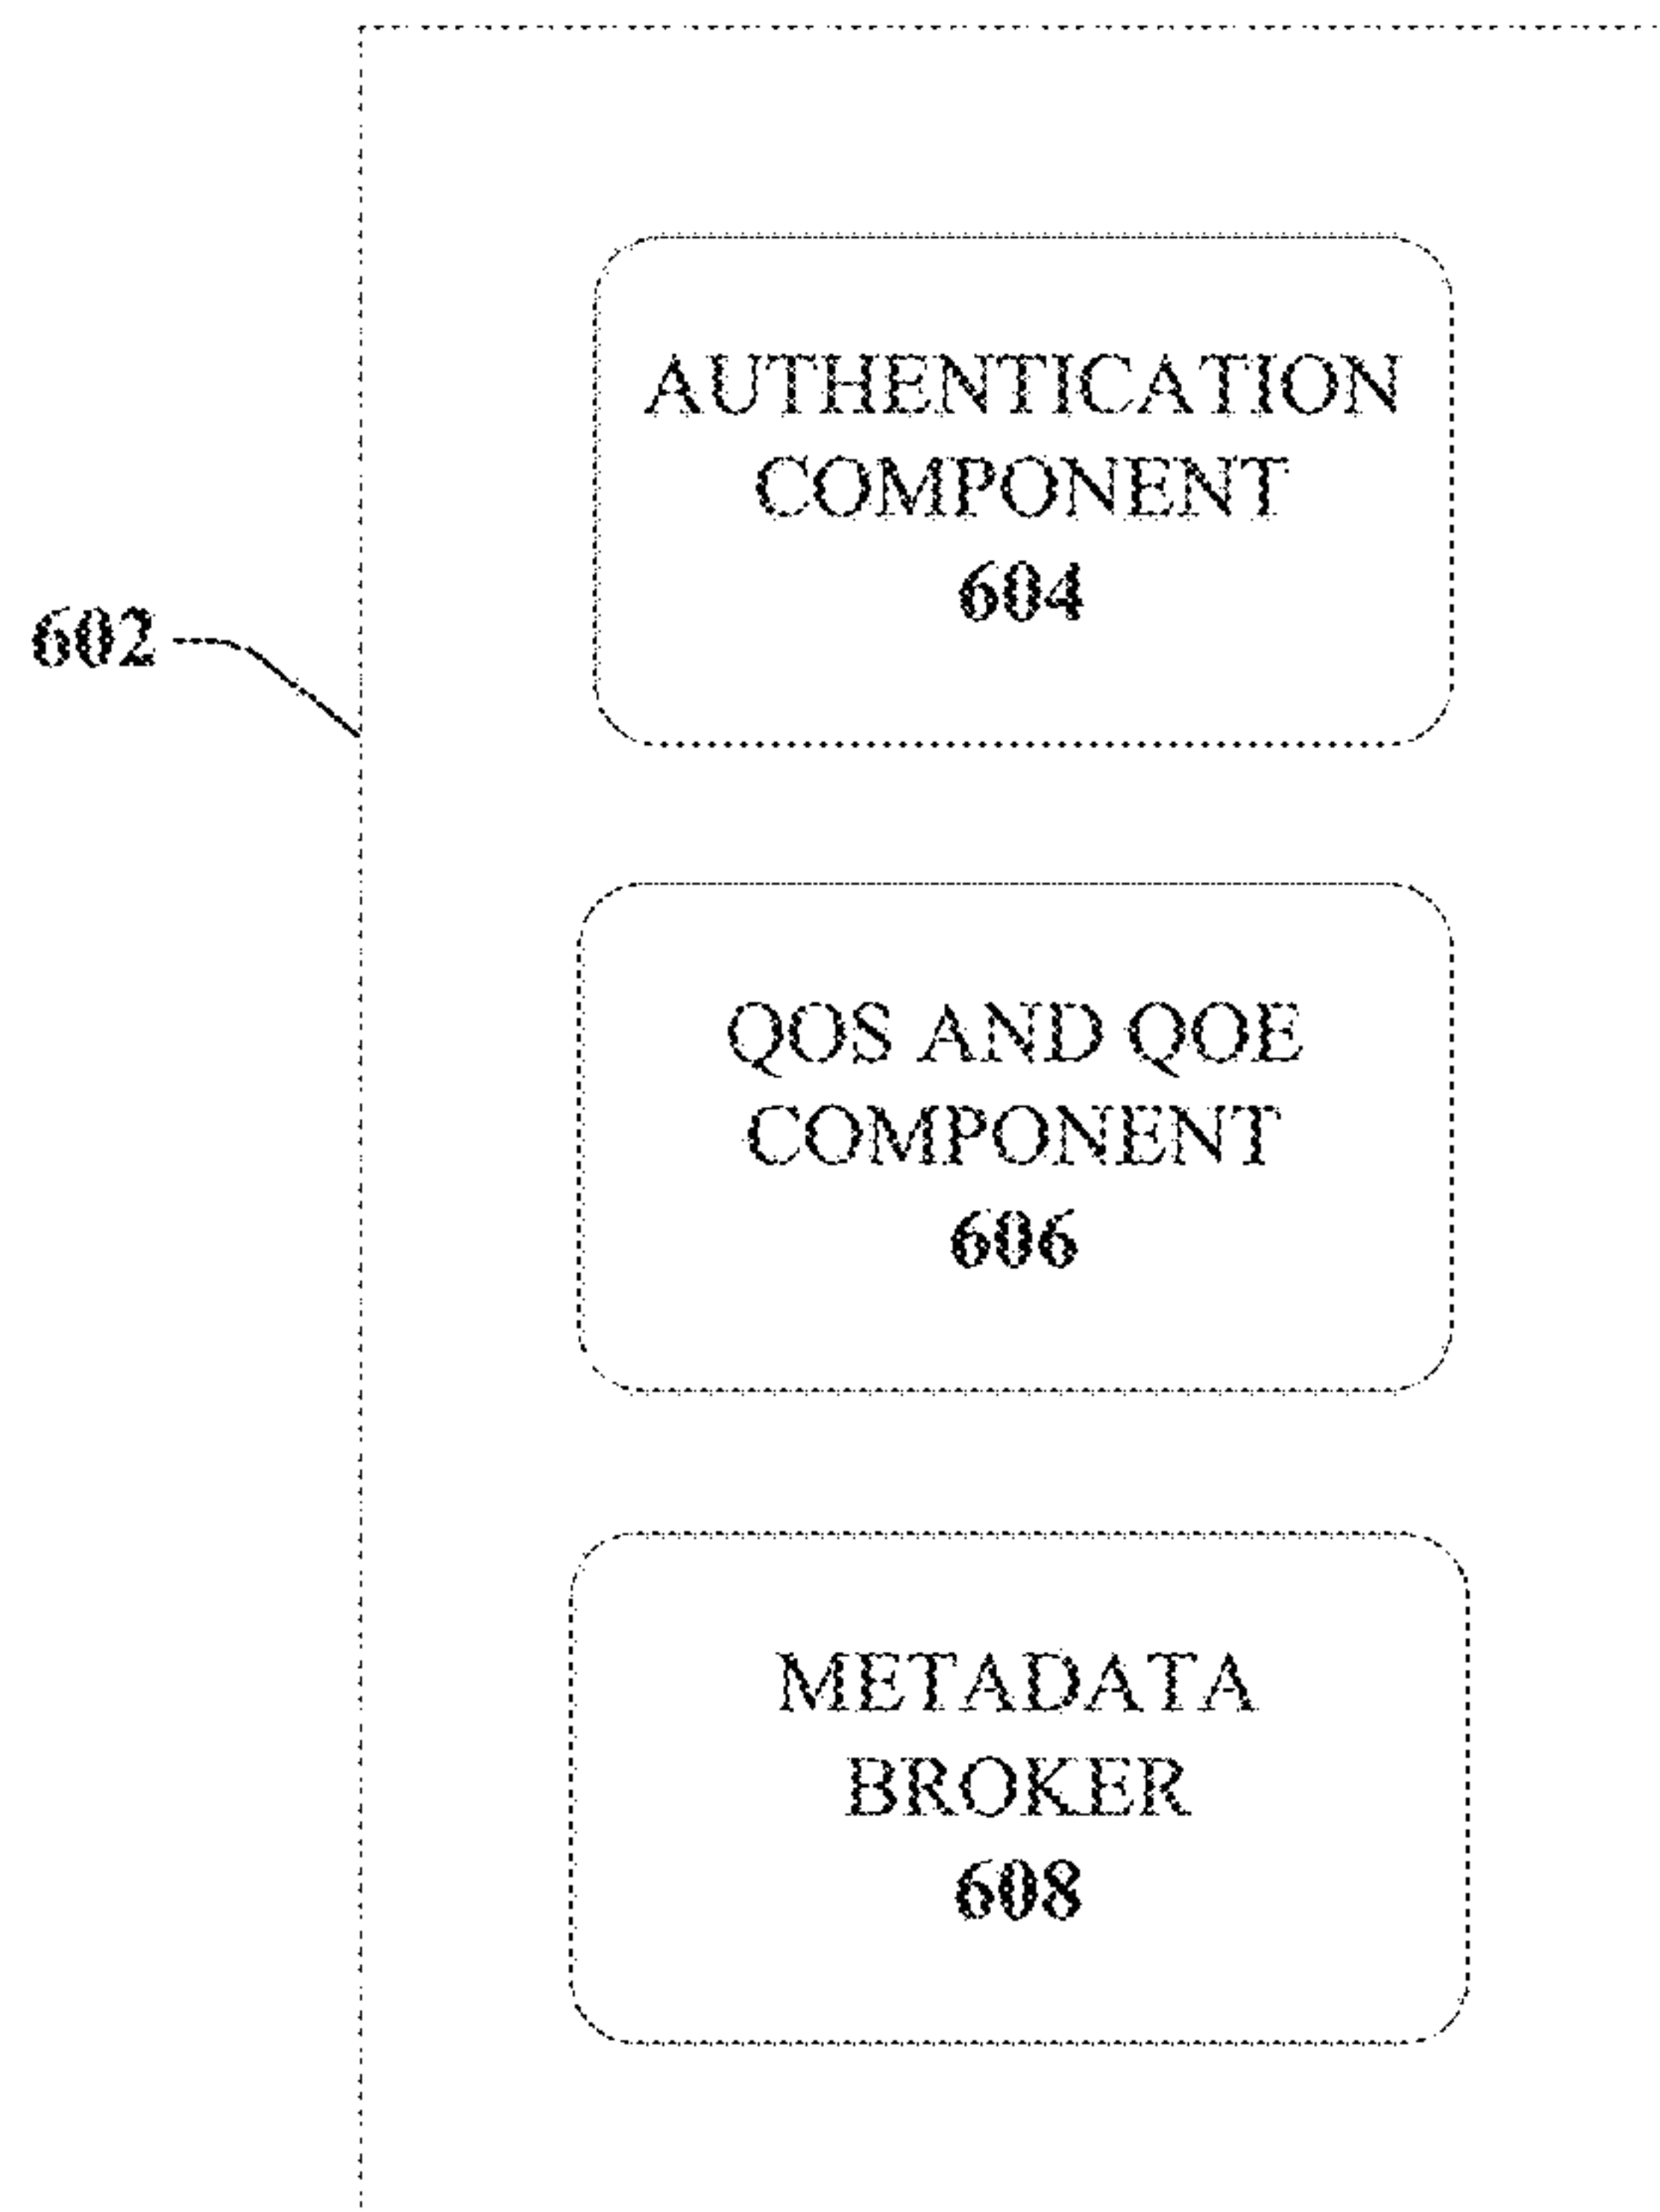 AUTHENTICATION
COMPONENT
604
602
QOS AND QOE
COMPONENT
606
METADATA
BROKER
608